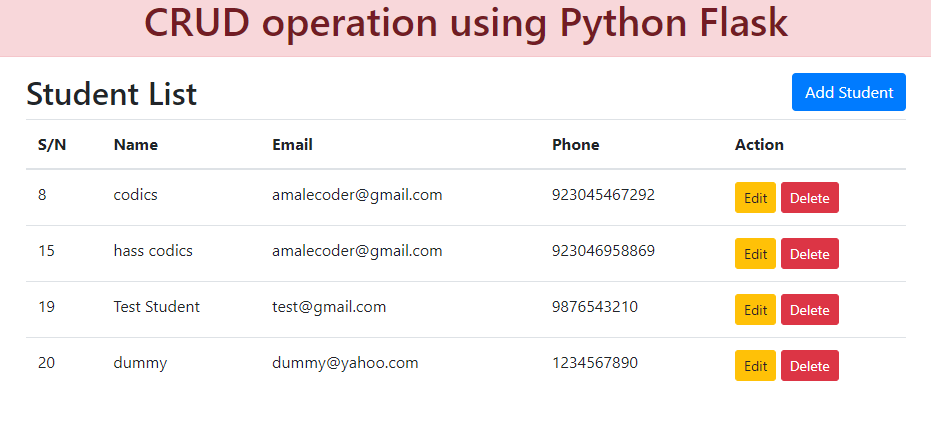 CRUD operation using Python Flask
Student List Add Student
S/N Name Email Phone Action
8 codics amalecoder@gmail.com 923045467292 Edit Delete
15 hass codics amalecoder@gmail.com 923046958869 Edit Delete
19 Test Student test@gmail.com 9876543210 Edit Delete
20 dummy dummy@yahoo.com 1234567890 Edit Delete